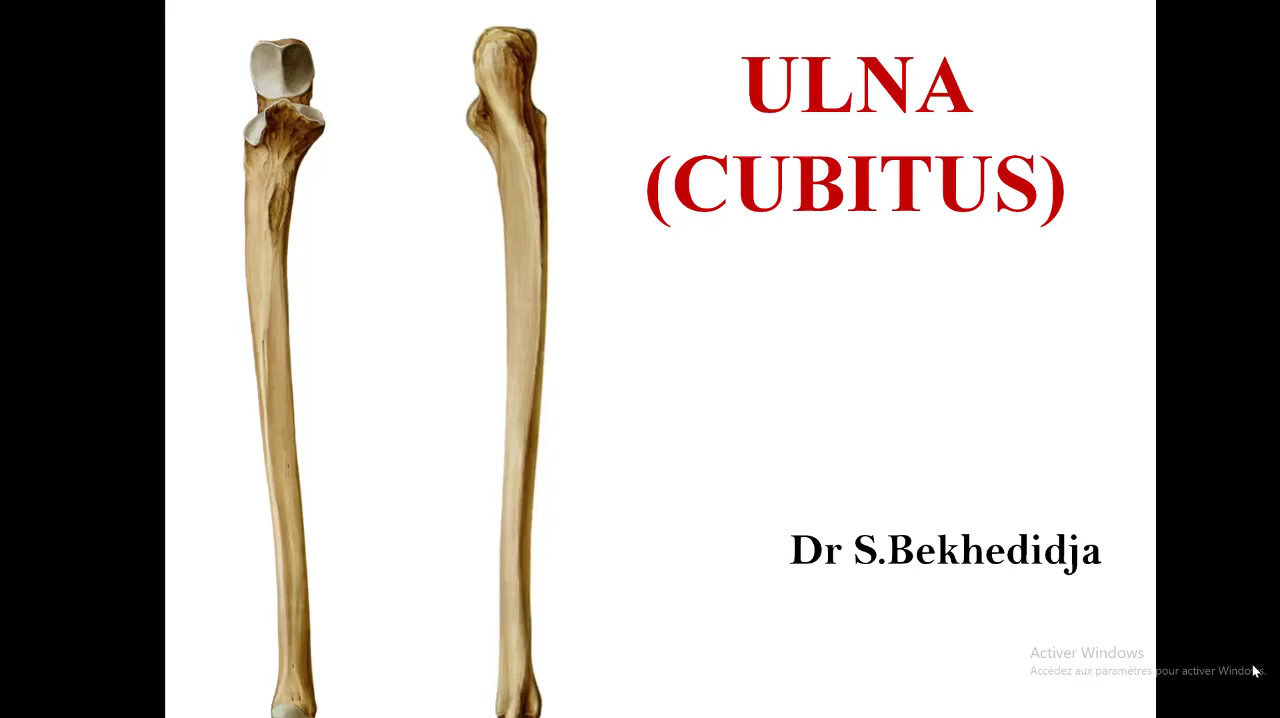 ULNA
(CUBITUS)
Dr S.Bekhedidja
Activer Windows
Accédez aux paramètres pour activer Windows.